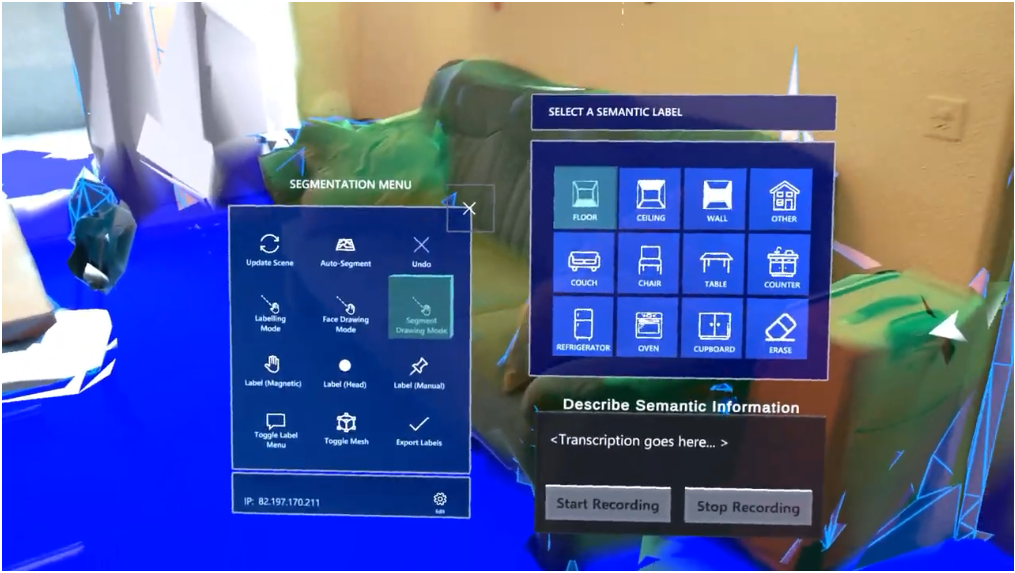 SELECT A SEMANTIC LABEL
SEGMENTATION MENU
FLOOR
CEILING
WALL
OTHER
Update Scene
Auto-Segment
Undo
COUCH
CHAIR
TABLE
COUNTER
Labelling
Mode
Face Drawing
Mode
Segment
Drawing Mode
REFRIGERATOR
OVEN
CUPBOARD
ERASE
Label (Magnetic)
Label (Head)
Label (Manual)
Describe Semantic Information
Toggle Label
Menu
Toggle Mesh
Export Labels
<Transcription goes here... >
IP: 82.197.170.211
Edit
Start Recording
Stop Recording